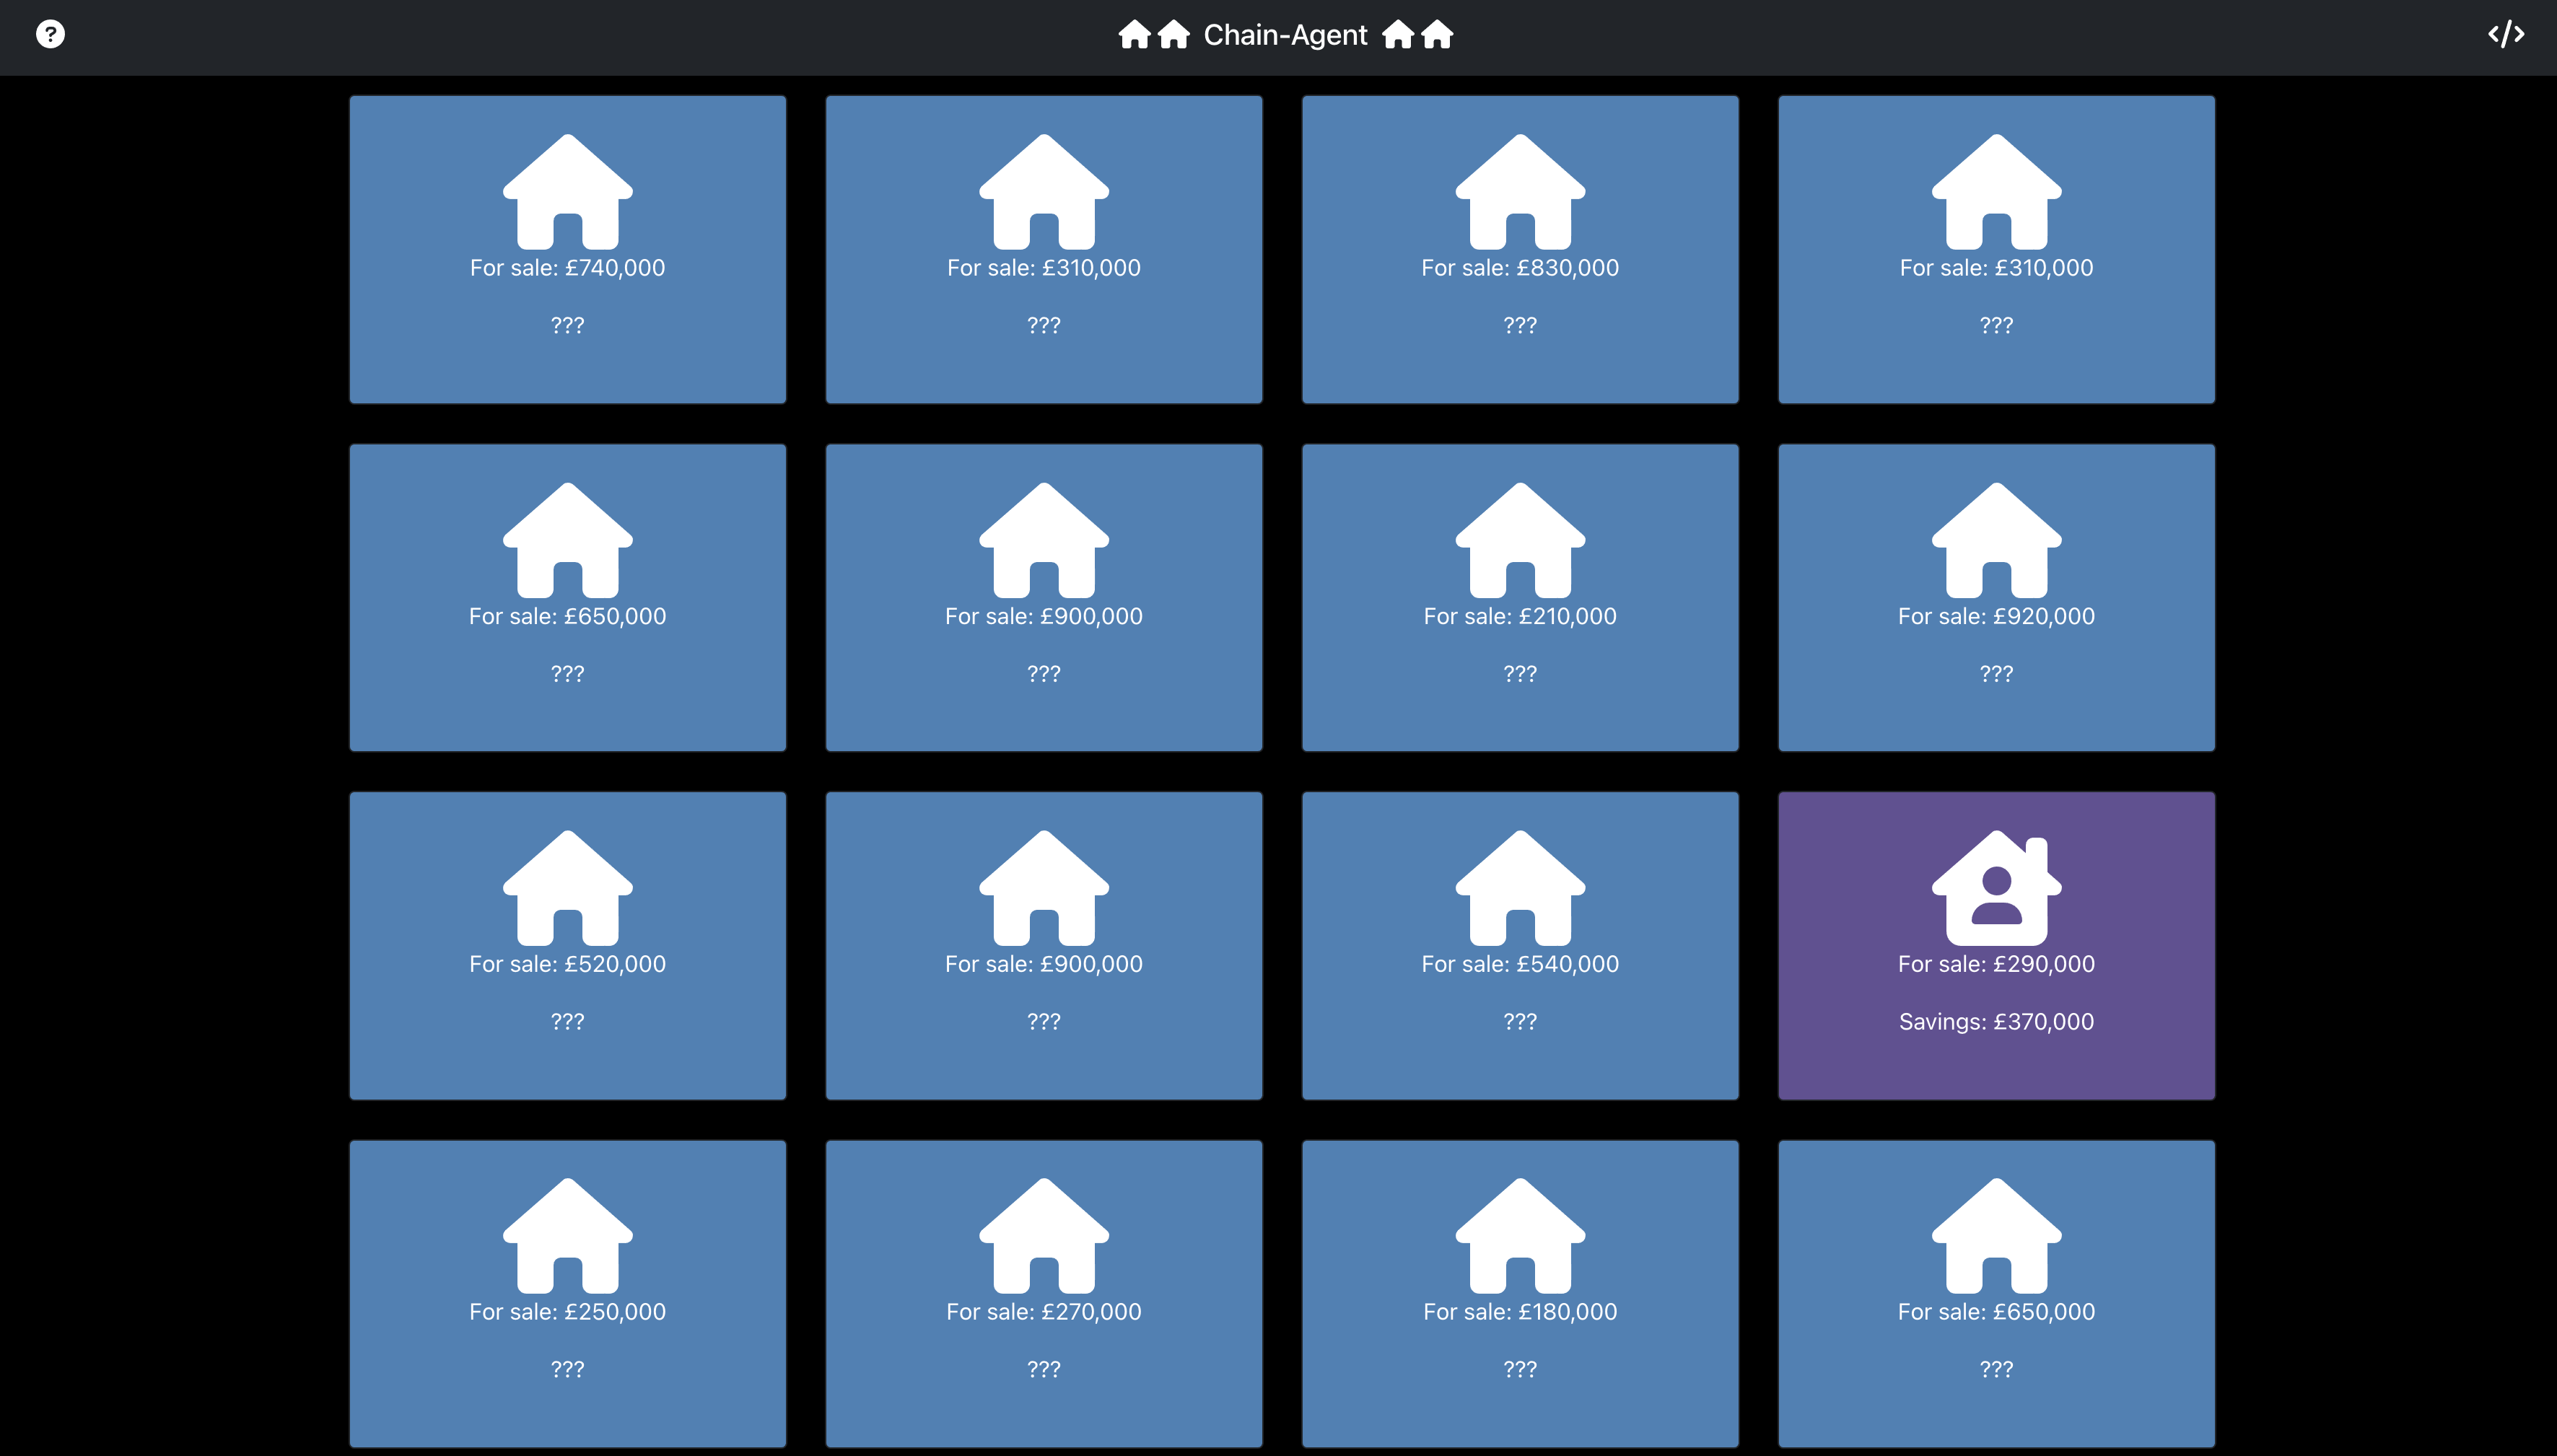 ?
Chain-Agent
</>
For sale: £740,000
???
For sale: £310,000
???
For sale: £830,000
???
For sale: £310,000
???
For sale: £650,000
???
For sale: £900,000
???
For sale: £210,000
???
For sale: £920,000
???
For sale: £520,000
???
For sale: £900,000
???
For sale: £540,000
???
For sale: £290,000
Savings: £370,000
For sale: £250,000
???
For sale: £270,000
???
For sale: £180,000
???
For sale: £650,000
???